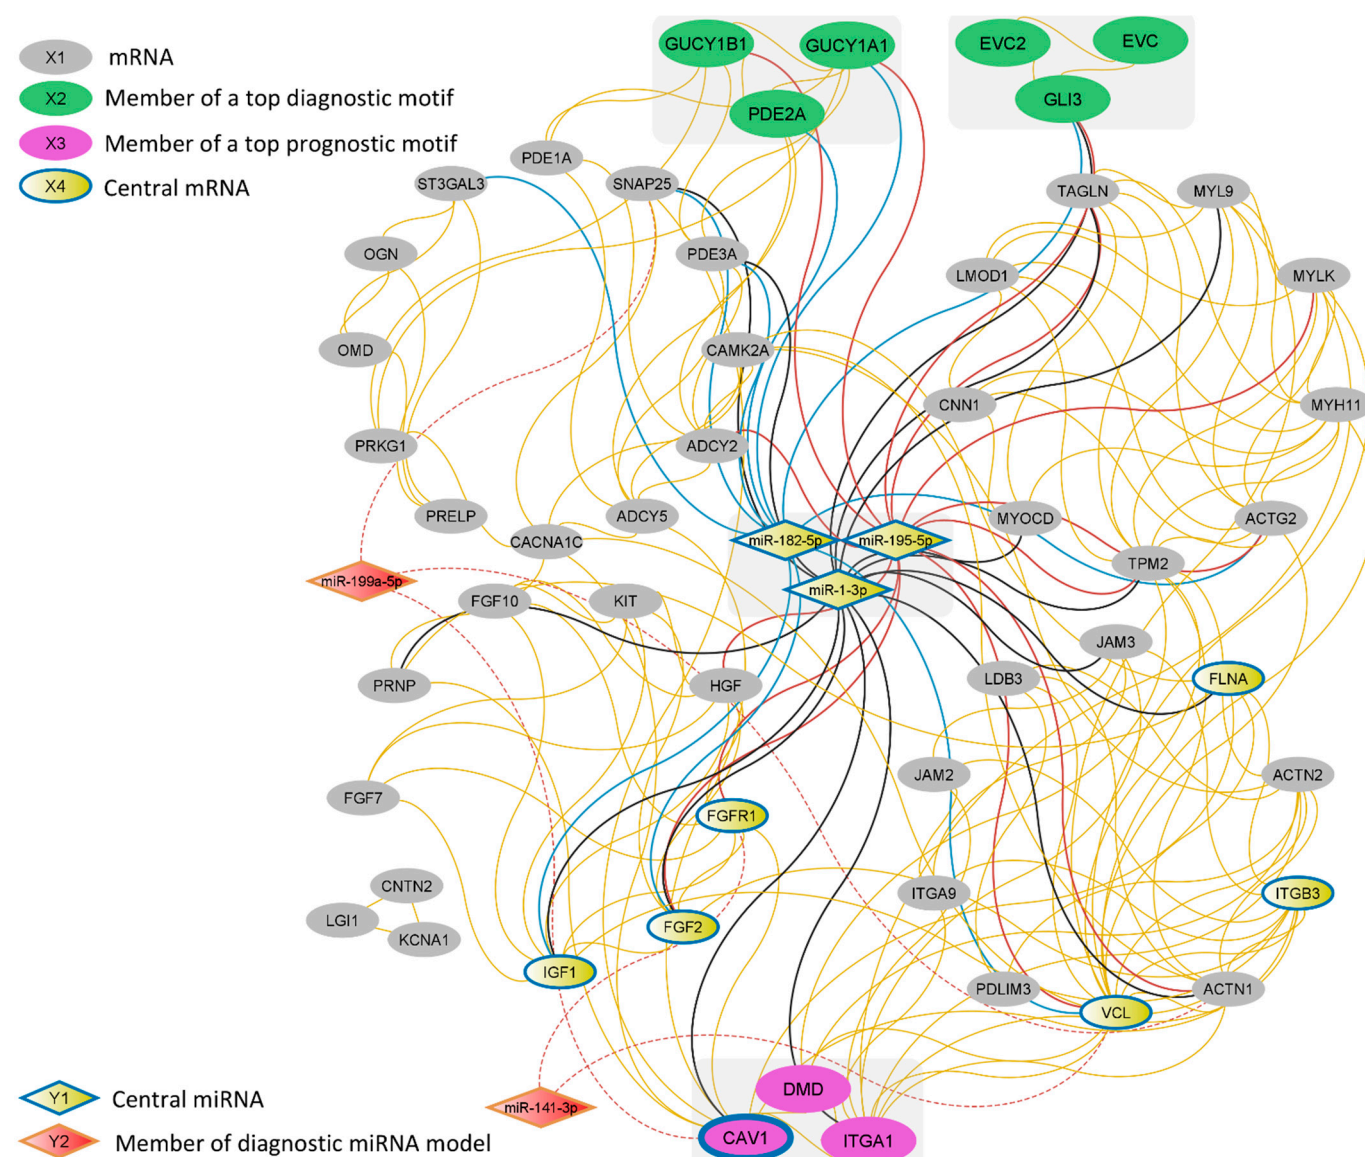 X1 mRNA
X2 Member of a top diagnostic motif
X3 Member of a top prognostic motif
X4 Central mRNA
GUCY1B1
GUCY1A1
PDE2A
EVC2
EVC
GLI3
PDE1A
ST3GAL3
SNAP25
TAGLN
MYL9
OGN
PDE3A
LMOD1
MYLK
OMD
CAMK2A
CNN1
MYH11
PRKG1
ADCY2
PRELP
ADCY5
MYOCD
ACTG2
CACNA1C
miR-182-5p
miR-195-5p
TPM2
miR-199a-5p
miR-1-3p
FGF10
KIT
JAM3
PRNP
HGF
LDB3
FLNA
FGF7
JAM2
ACTN2
FGFR1
CNTN2
ITGA9
ITGB3
LGI1
KCNA1
FGF2
IGF1
PDLIM3
ACTN1
VCL
Y1 Central miRNA
DMD
miR-141-3p
Y2 Member of diagnostic miRNA model
CAV1
ITGA1